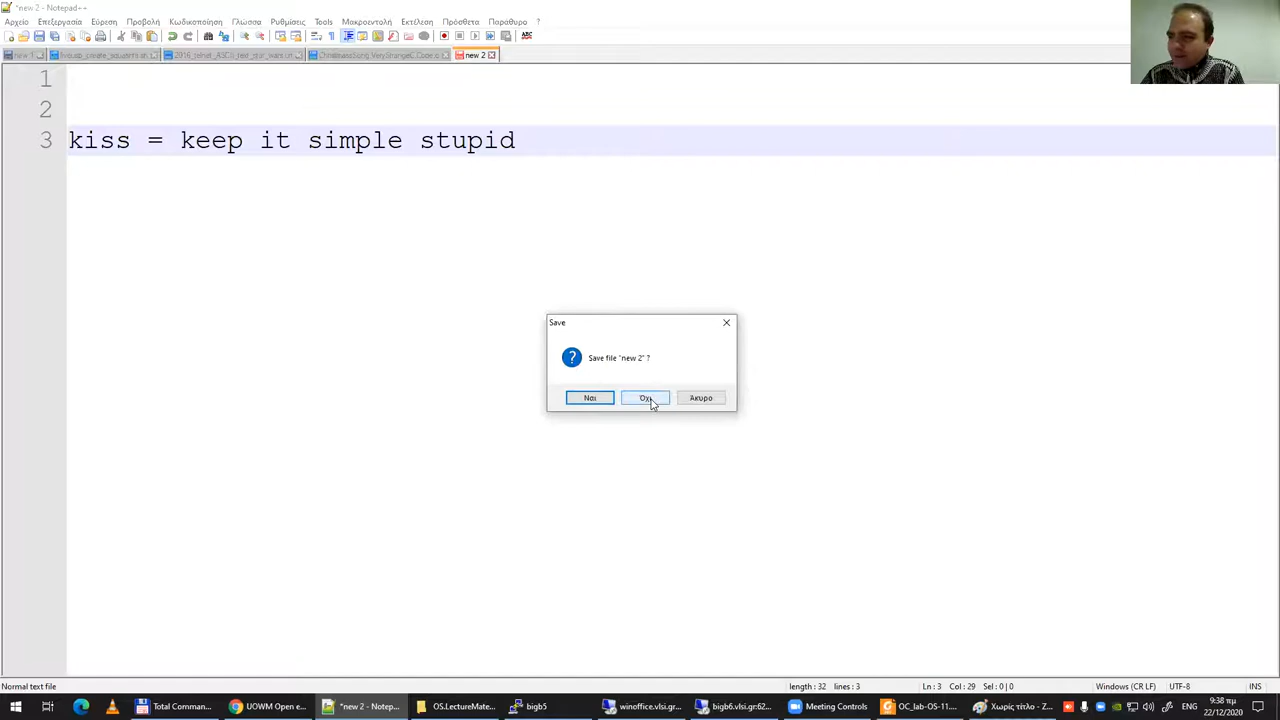 *new 2 - Notepad++
Αρχείο Επεξεργασία Εύρεση Προβολή Κωδικοποίηση Γλώσσα Ρυθμίσεις Tools Μακροεντολή Εκτέλεση Πρόσθετα Παραθυρο ?
new 1 new 2
1
2
3 kiss = keep it simple stupid
Save
Save file "new 2" ?
Ναι Όχι Άκυρο
Normal text file length : 32 lines : 3 Ln : 3 Col : 29 Sel : 0 | 0 Windows (CR LF) UTF-8 INS
Total Comman... UOWM Open e... *new 2 - Notep... OS.LectureMate... bigb5 winoffice.vlsi.gr:... bigb6.vlsi.gr:62... Meeting Controls OC_lab-OS-11... Χωρίς τίτλο - Ζ... 9:38 πμ
22/12/2020